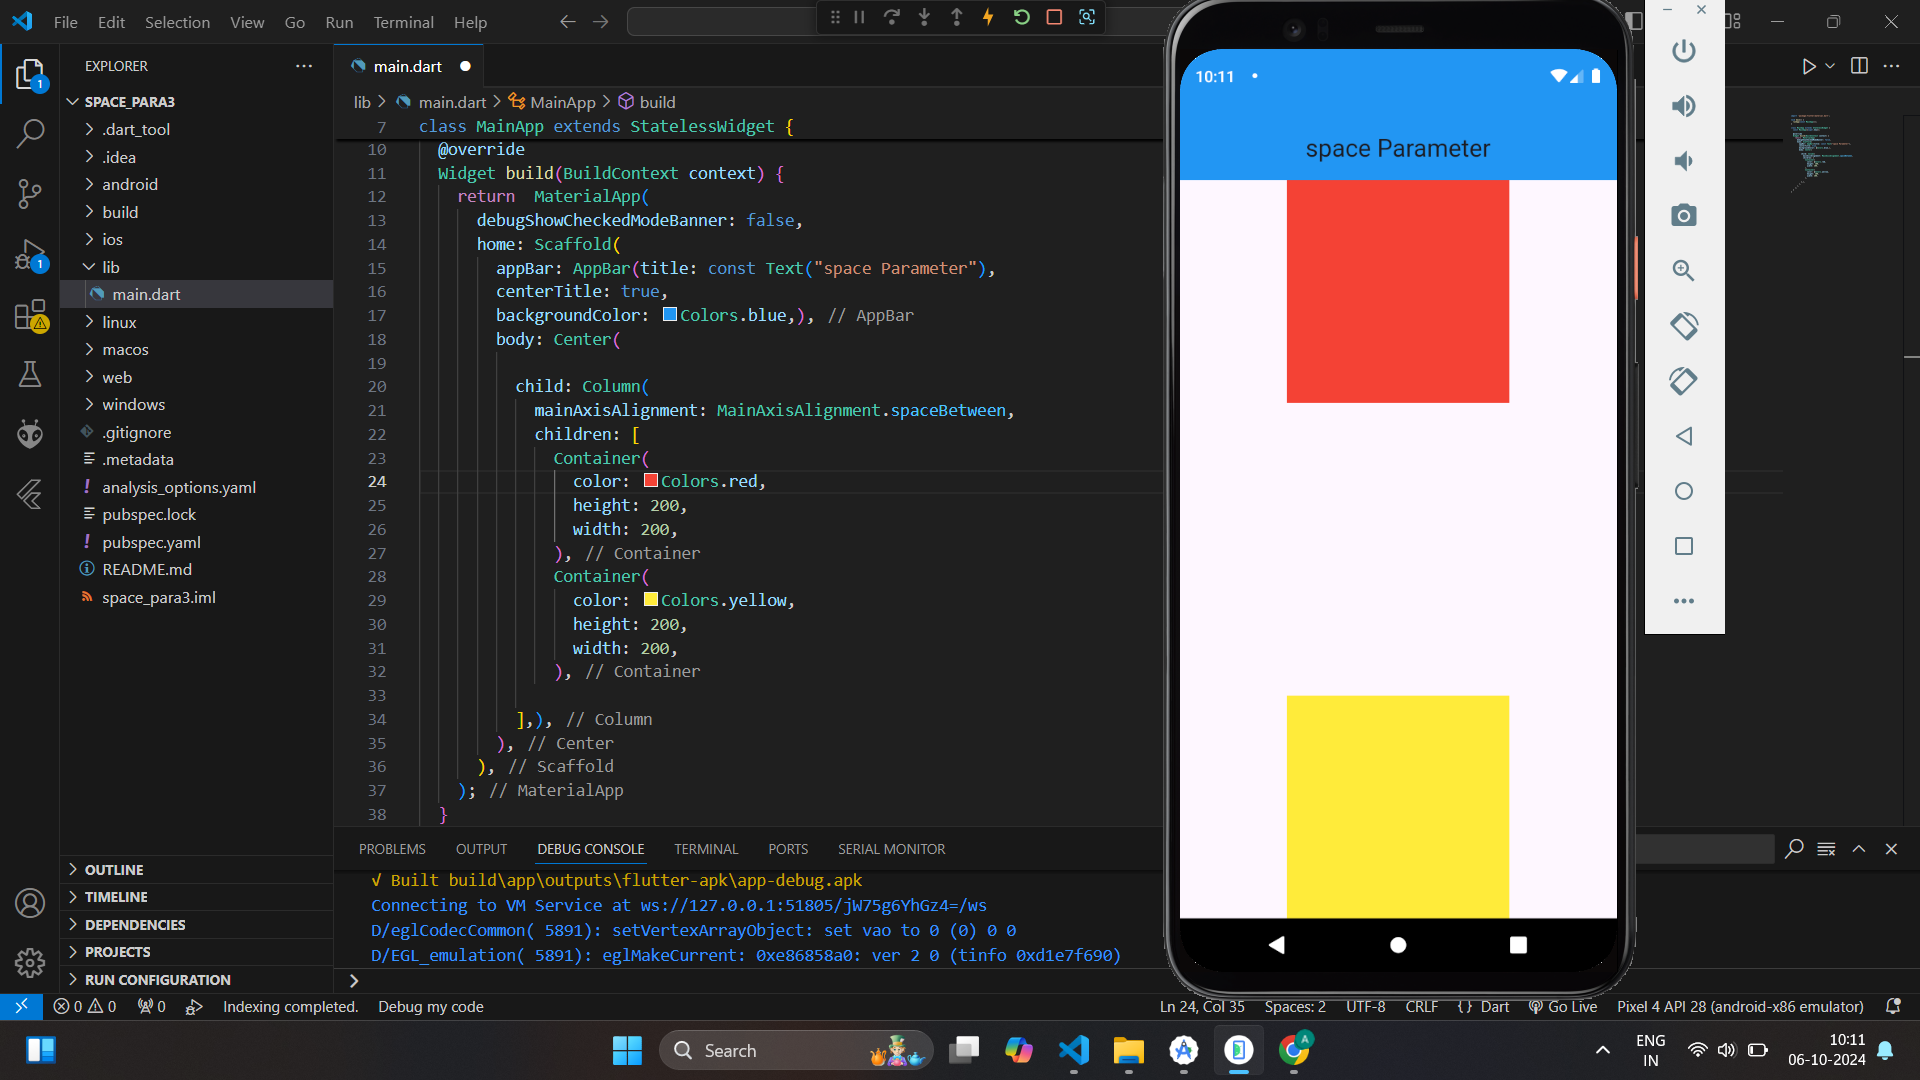 File Edit Selection View Go Run Terminal Help
EXPLORER
SPACE_PARA3
.dart_tool
.idea
android
build
ios
lib
main.dart
linux
macos
web
windows
.gitignore
.metadata
analysis_options.yaml
pubspec.lock
pubspec.yaml
README.md
space_para3.iml
OUTLINE
TIMELINE
DEPENDENCIES
PROJECTS
RUN CONFIGURATION
1
1
main.dart
lib > main.dart > MainApp > build
7 class MainApp extends StatelessWidget {
10 @override
11 Widget build(BuildContext context) {
12 return MaterialApp(
13 debugShowCheckedModeBanner: false,
14 home: Scaffold(
15 appBar: AppBar(title: const Text("space Parameter"),
16 centerTitle: true,
17 backgroundColor: Colors.blue,), // AppBar
18 body: Center(
19
20 child: Column(
21 mainAxisAlignment: MainAxisAlignment.spaceBetween,
22 children: [
23 Container(
24 color: Colors.red,
25 height: 200,
26 width: 200,
27 ), // Container
28 Container(
29 color: Colors.yellow,
30 height: 200,
31 width: 200,
32 ), // Container
33
34 ],), // Column
35 ), // Center
36 ), // Scaffold
37 ); // MaterialApp
38 }
PROBLEMS OUTPUT DEBUG CONSOLE TERMINAL PORTS SERIAL MONITOR
√ Built build\app\outputs\flutter-apk\app-debug.apk
Connecting to VM Service at ws://127.0.0.1:51805/jW75g6YhGz4=/ws
D/eglCodecCommon( 5891): setVertexArrayObject: set vao to 0 (0) 0 0
D/EGL_emulation( 5891): eglMakeCurrent: 0xe86858a0: ver 2 0 (tinfo 0xd1e7f690)
10:11
space Parameter
0 0 0 Indexing completed. Debug my code Ln 24, Col 35 Spaces: 2 UTF-8 CRLF {} Dart Go Live Pixel 4 API 28 (android-x86 emulator)
Search
A
ENG
IN
10:11
06-10-2024